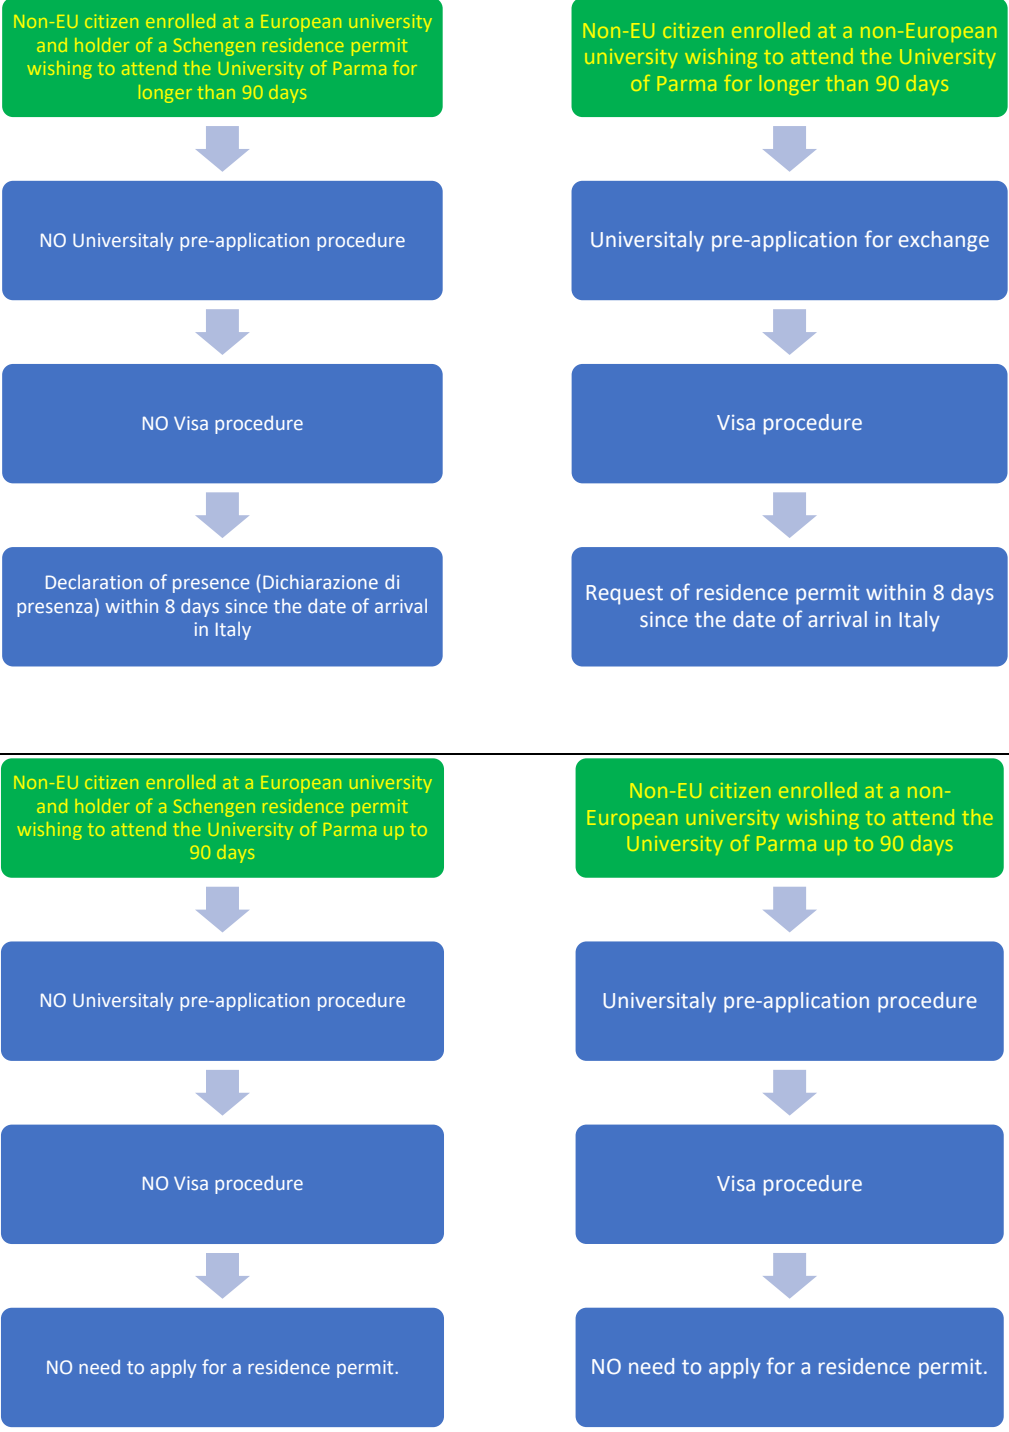 Non-EU citizen enrolled at a European university
and holder of a Schengen residence permit
wishing to attend the University of Parma for
longer than 90 days
NO Universitaly pre-application procedure
NO Visa procedure
Declaration of presence (Dichiarazione di
presenza) within 8 days since the date of arrival
in Italy
Non-EU citizen enrolled at a non-European
university wishing to attend the University
of Parma for longer than 90 days
Universitaly pre-application for exchange
Visa procedure
Request of residence permit within 8 days
since the date of arrival in Italy
Non-EU citizen enrolled at a European university
and holder of a Schengen residence permit
wishing to attend the University of Parma up to
90 days
NO Universitaly pre-application procedure
NO Visa procedure
NO need to apply for a residence permit.
Non-EU citizen enrolled at a non-
European university wishing to attend the
University of Parma up to 90 days
Universitaly pre-application procedure
Visa procedure
NO need to apply for a residence permit.